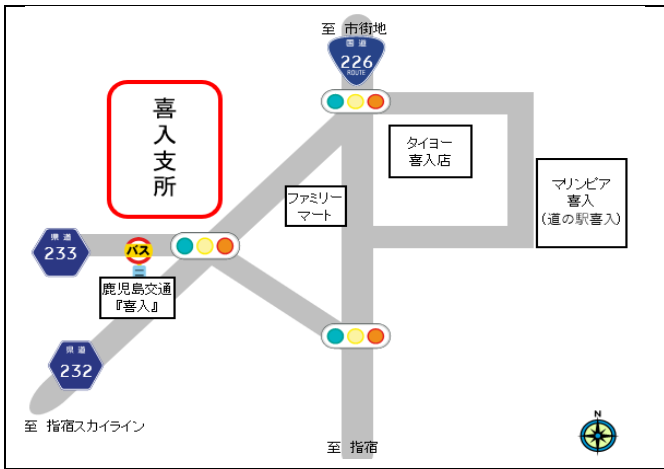 至 市街地
国道
226
ROUTE
喜入支所
タイヨー
喜入店
マリンピア
喜入
(道の駅喜入)
ファミリー
マート
県道
233
バス
鹿児島交通
『喜入』
県道
232
至 指宿スカイライン
至 指宿
N